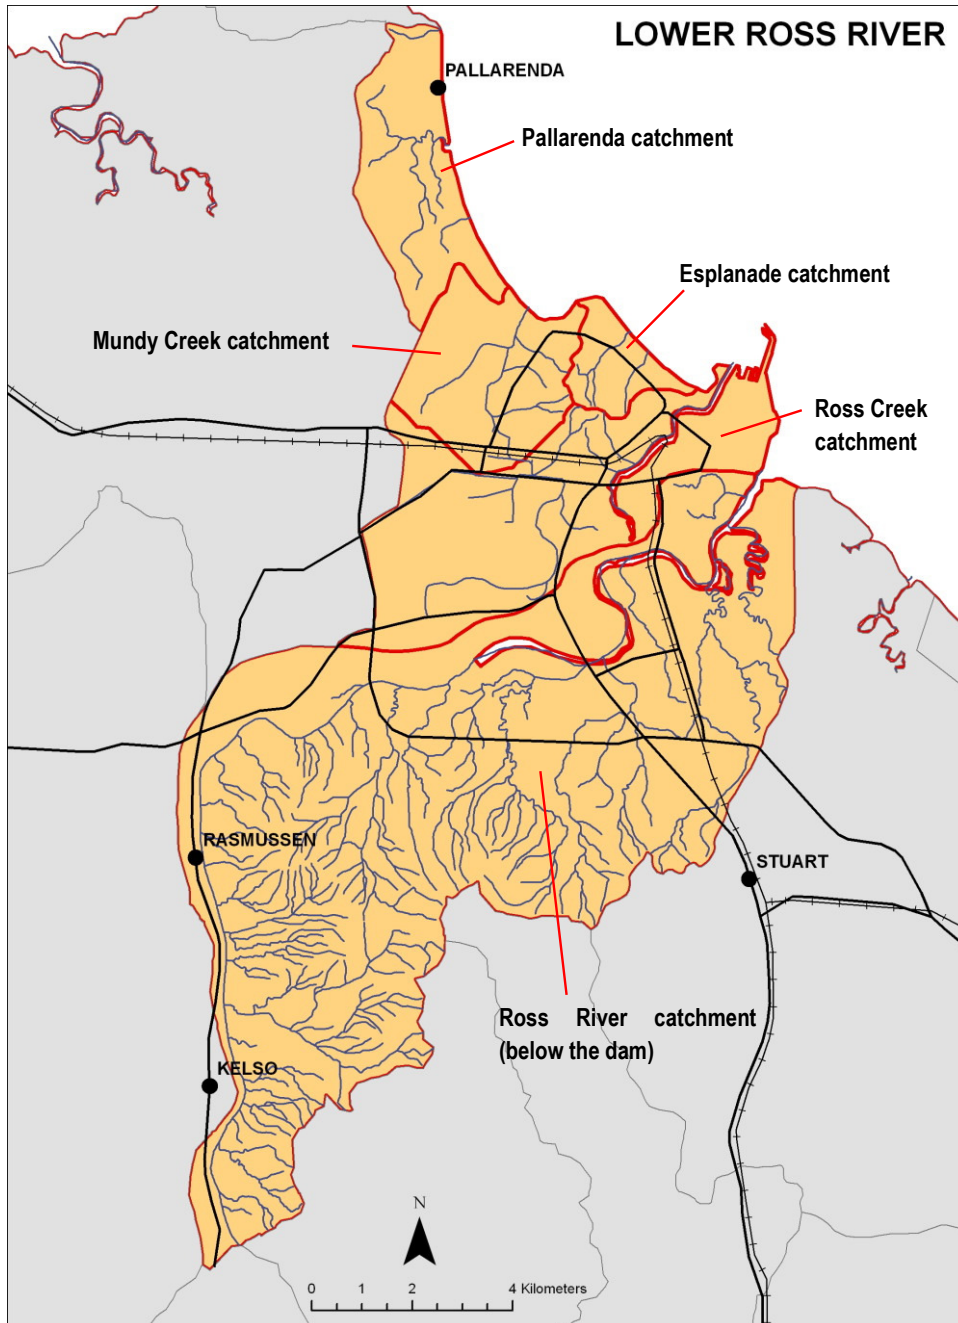 LOWER ROSS RIVER
PALLARENDA
Pallarenda catchment
Esplanade catchment
Mundy Creek catchment
Ross Creek
catchment
RASMUSSEN
STUART
Ross River catchment
(below the dam)
KELSO
N
0 1 2 4 Kilometers